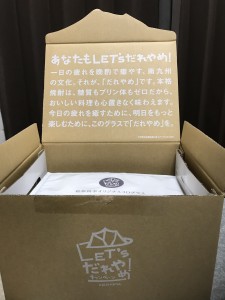 あなたもLET'sだれやめ!
一日の疲れを晩酌で癒やす、南九州
の文化。それが、「だれやめ」です。本格
焼酎は、糖質もプリン体もゼロだから、
おいしい料理も心置きなく味わえます。
今日の疲れを癒すために、明日をもっと
楽しむために、このグラスで「だれやめ」を。
LET's
だれやめ!